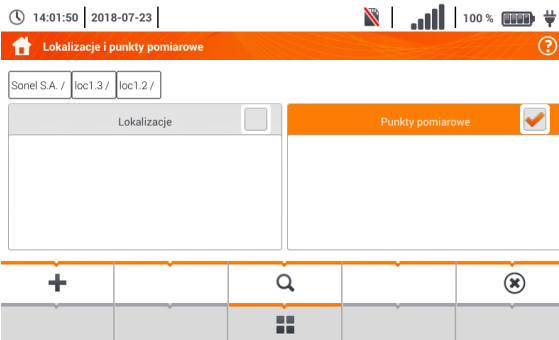 14:01:50 2018-07-23 100 %
Lokalizacje i punkty pomiarowe ?
Sonel S.A. / loc1.3 / loc1.2 /
Lokalizacje Punkty pomiarowe